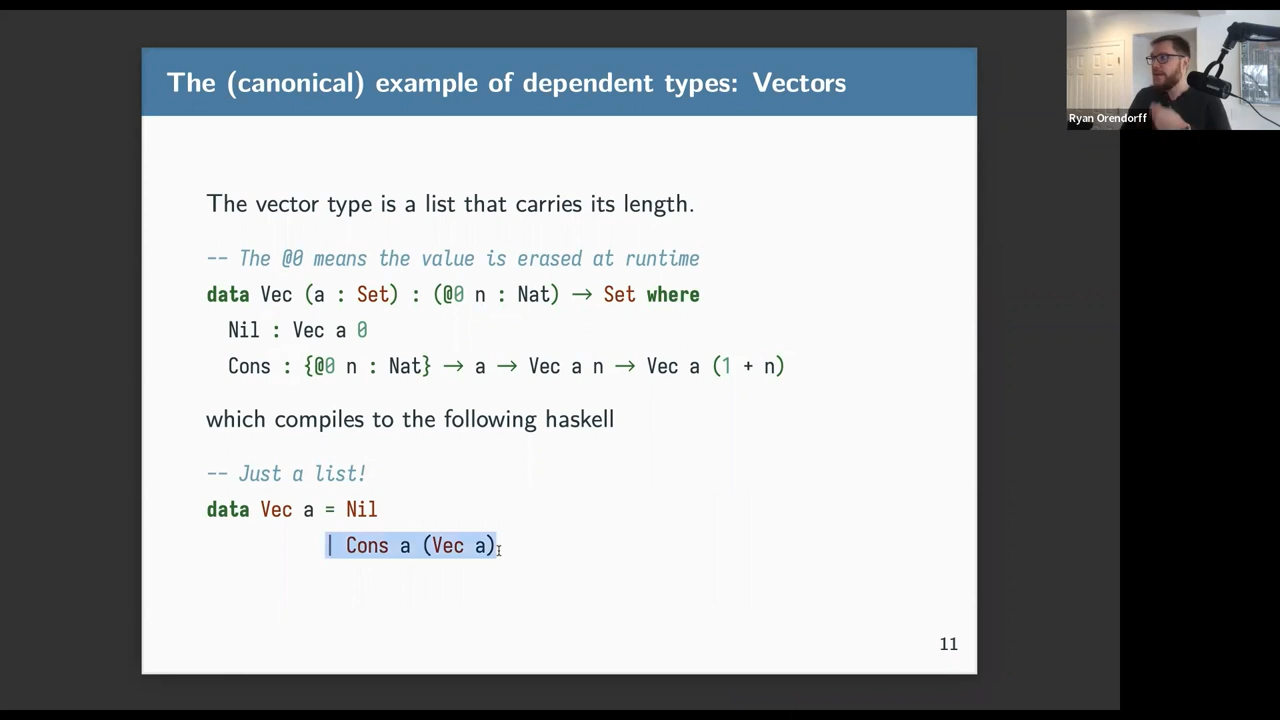 The (canonical) example of dependent types: Vectors
Ryan Orendorff
The vector type is a list that carries its length.
-- The @0 means the value is erased at runtime
data Vec (a : Set) : (@0 n : Nat) → Set where
Nil : Vec a 0
Cons : {@0 n : Nat} → a → Vec a n → Vec a (1 + n)
which compiles to the following haskell
-- Just a list!
data Vec a = Nil
| Cons a (Vec a)
11